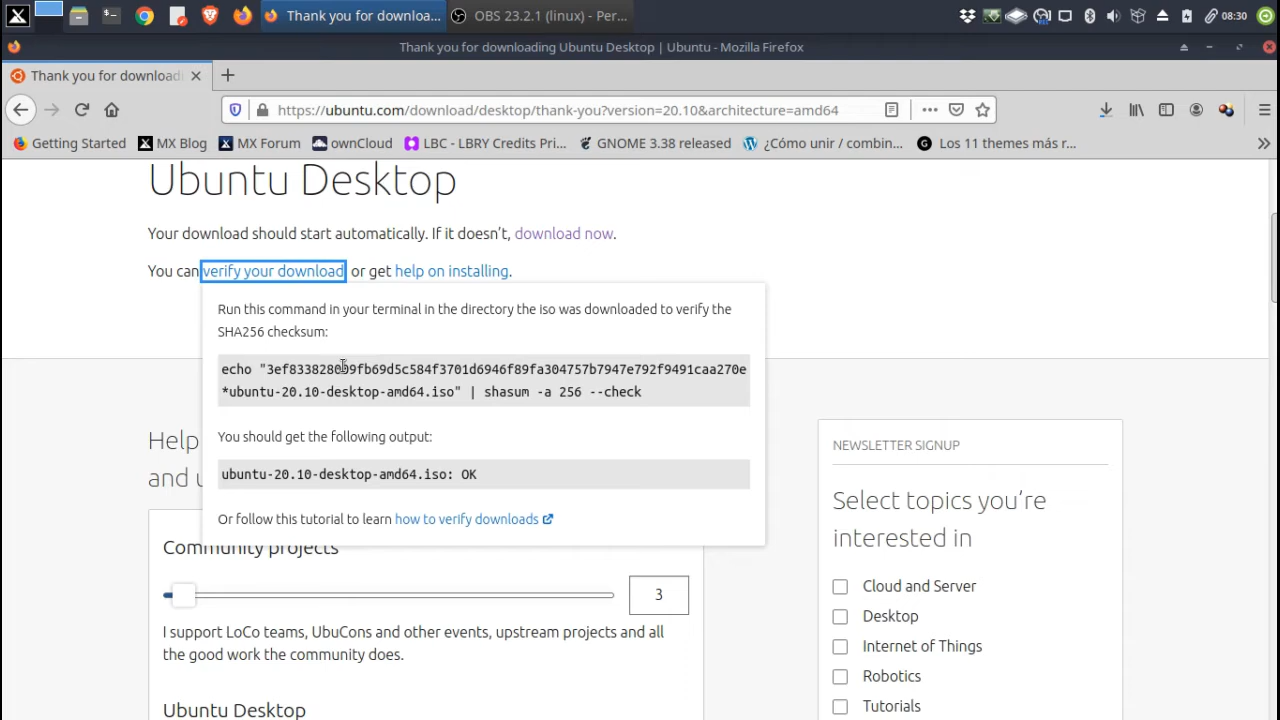 Thank you for downloa...
OBS 23.2.1 (linux) - Per...
08:30
Thank you for downloading Ubuntu Desktop | Ubuntu - Mozilla Firefox
Thank you for downloadi
https://ubuntu.com/download/desktop/thank-you?version=20.10&architecture=amd64
Getting Started
MX Blog
MX Forum
ownCloud
LBC - LBRY Credits Pri...
GNOME 3.38 released
¿Cómo unir / combin...
Los 11 themes más r...
Ubuntu Desktop
Your download should start automatically. If it doesn't, download now.
You can verify your download or get help on installing.
Run this command in your terminal in the directory the iso was downloaded to verify the
SHA256 checksum:
echo "3ef833828009fb69d5c584f3701d6946f89fa304757b7947e792f9491caa270e
*ubuntu-20.10-desktop-amd64.iso" | shasum -a 256 --check
You should get the following output:
ubuntu-20.10-desktop-amd64.iso: OK
Or follow this tutorial to learn how to verify downloads
Help
and u
Community projects
3
I support LoCo teams, UbuCons and other events, upstream projects and all
the good work the community does.
Ubuntu Desktop
NEWSLETTER SIGNUP
Select topics you're
interested in
Cloud and Server
Desktop
Internet of Things
Robotics
Tutorials